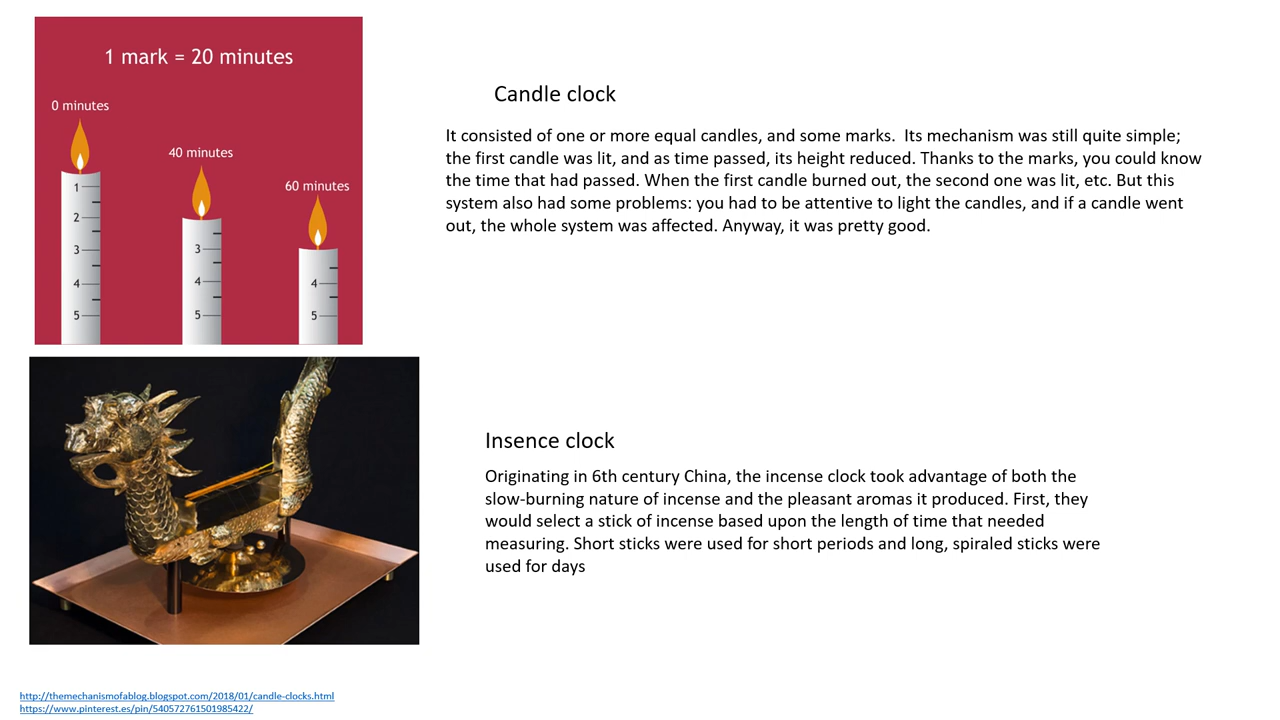 1 mark = 20 minutes
0 minutes
40 minutes
60 minutes
1
2
3
4
5
3
4
5
4
5
Candle clock
It consisted of one or more equal candles, and some marks.  Its mechanism was still quite simple;
the first candle was lit, and as time passed, its height reduced. Thanks to the marks, you could know
the time that had passed. When the first candle burned out, the second one was lit, etc. But this
system also had some problems: you had to be attentive to light the candles, and if a candle went
out, the whole system was affected. Anyway, it was pretty good.
Insence clock
Originating in 6th century China, the incense clock took advantage of both the
slow-burning nature of incense and the pleasant aromas it produced. First, they
would select a stick of incense based upon the length of time that needed
measuring. Short sticks were used for short periods and long, spiraled sticks were
used for days
http://themechanismofablog.blogspot.com/2018/01/candle-clocks.html
https://www.pinterest.es/pin/540572761501985422/